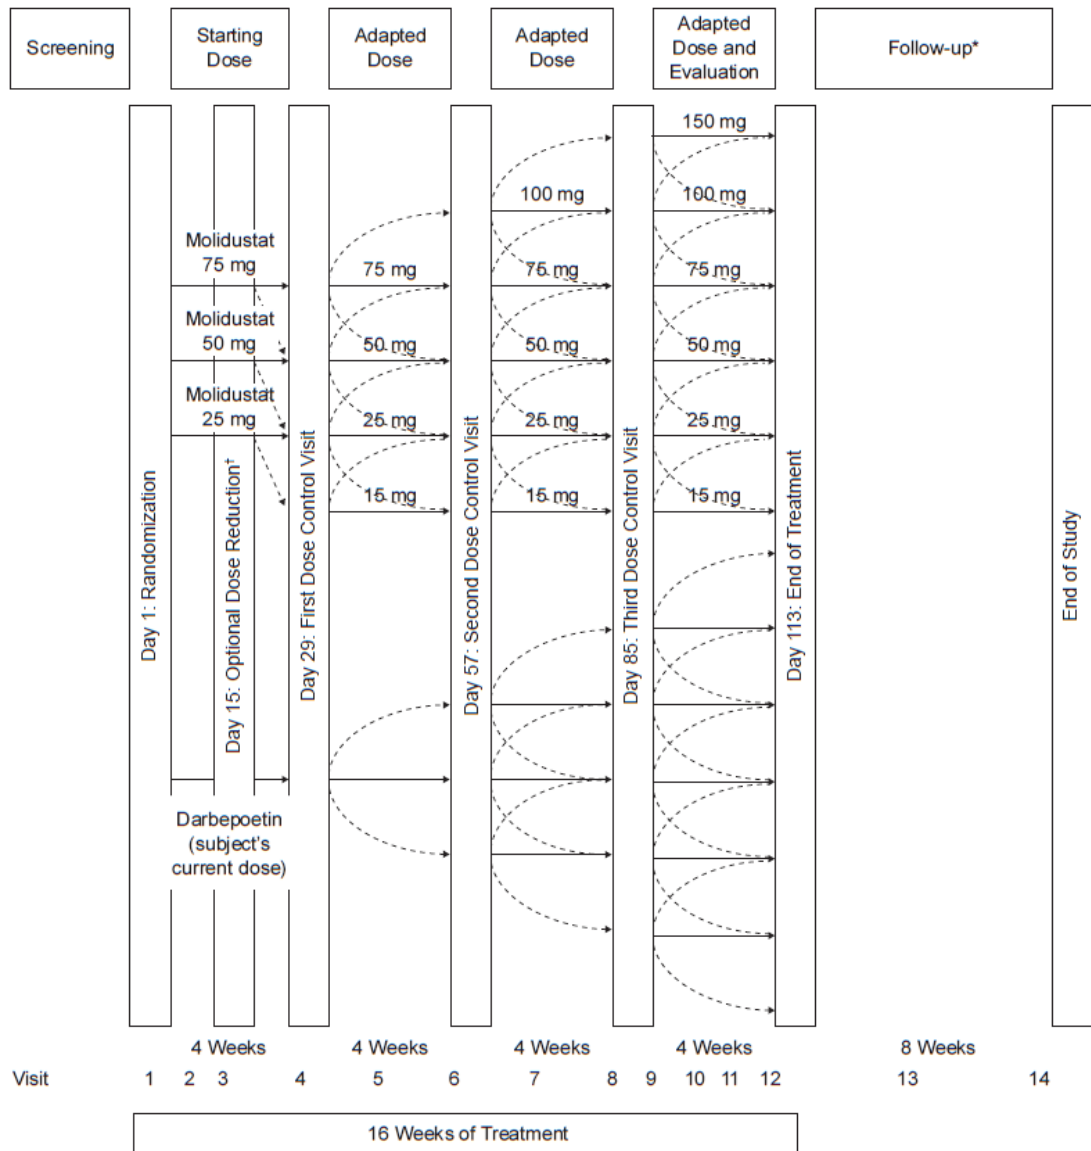 Screening
Starting
Dose
Adapted
Dose
Adapted
Dose
Adapted
Dose and
Evaluation
Follow-up*
Day 1: Randomization
Day 15: Optional Dose Reduction†
Day 29: First Dose Control Visit
Day 57: Second Dose Control Visit
Day 85: Third Dose Control Visit
Day 113: End of Treatment
End of Study
Molidustat
75 mg
Molidustat
50 mg
Molidustat
25 mg
75 mg
50 mg
25 mg
15 mg
100 mg
75 mg
50 mg
25 mg
15 mg
150 mg
100 mg
75 mg
50 mg
25 mg
15 mg
Darbepoetin
(subject's
current dose)
4 Weeks 4 Weeks 4 Weeks 4 Weeks 8 Weeks
Visit 1 2 3 4 5 6 7 8 9 10 11 12 13 14
16 Weeks of Treatment